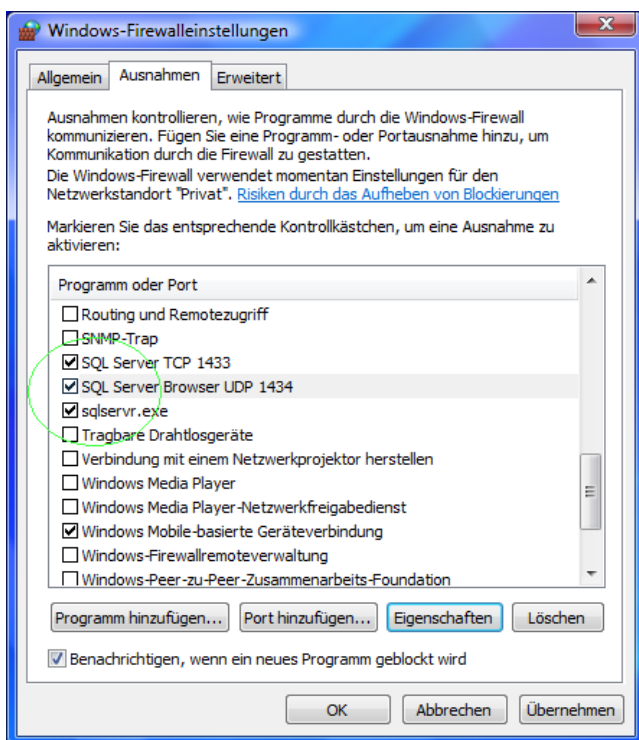 Windows-Firewalleinstellungen
Allgemein Ausnahmen Erweitert
Ausnahmen kontrollieren, wie Programme durch die Windows-Firewall
kommunizieren. Fügen Sie eine Programm- oder Portausnahme hinzu, um
Kommunikation durch die Firewall zu gestatten.
Die Windows-Firewall verwendet momentan Einstellungen für den
Netzwerkstandort "Privat". Risiken durch das Aufheben von Blockierungen
Markieren Sie das entsprechende Kontrollkästchen, um eine Ausnahme zu
aktivieren:
Programm oder Port
Routing und Remotezugriff
SNMP-Trap
SQL Server TCP 1433
SQL Server Browser UDP 1434
sqlservr.exe
Tragbare Drahtlosgeräte
Verbindung mit einem Netzwerkprojektor herstellen
Windows Media Player
Windows Media Player-Netzwerkfreigabedienst
Windows Mobile-basierte Geräteverbindung
Windows-Firewallremoteverwaltung
Windows-Peer-zu-Peer-Zusammenarbeits-Foundation
Programm hinzufügen... Port hinzufügen... Eigenschaften Löschen
Benachrichtigen, wenn ein neues Programm geblockt wird
OK Abbrechen Übernehmen